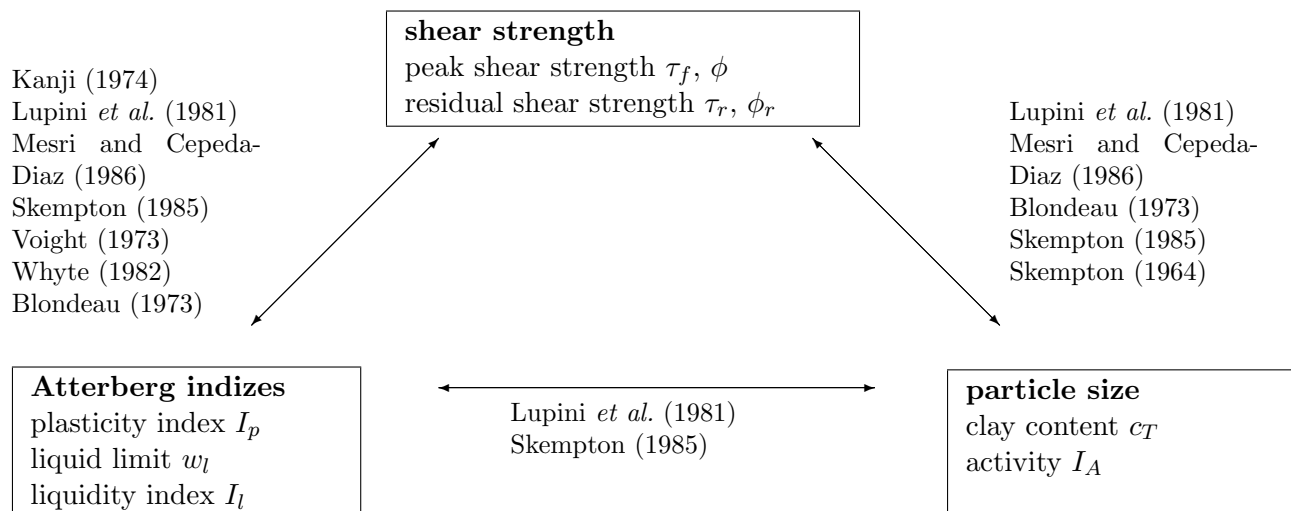 shear strength
peak shear strength τ_f, ϕ
residual shear strength τ_r, ϕ_r
Kanji (1974)
Lupini et al. (1981)
Mesri and Cepeda-
Diaz (1986)
Skempton (1985)
Voight (1973)
Whyte (1982)
Blondeau (1973)
Lupini et al. (1981)
Mesri and Cepeda-
Diaz (1986)
Blondeau (1973)
Skempton (1985)
Skempton (1964)
Atterberg indizes
plasticity index I_p
liquid limit w_l
liquidity index I_l
Lupini et al. (1981)
Skempton (1985)
particle size
clay content c_T
activity I_A